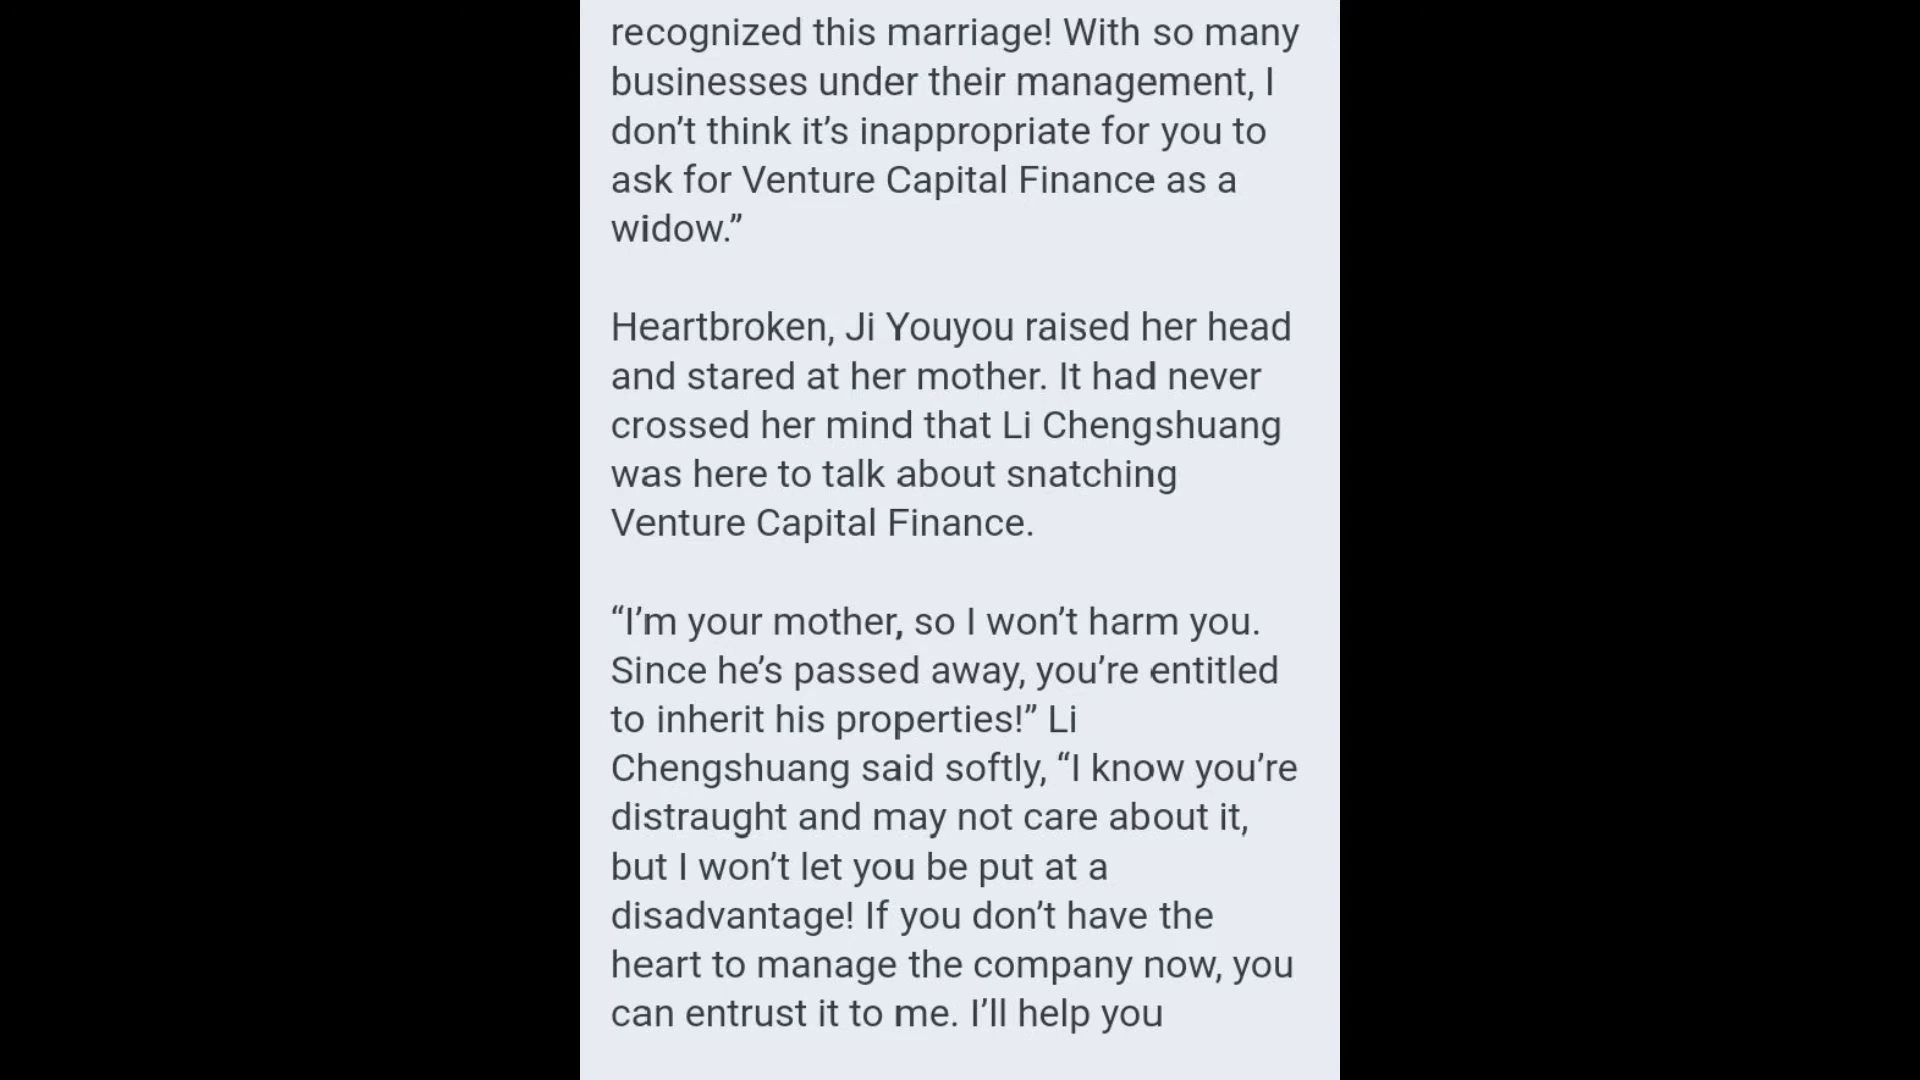 recognized this marriage! With so many
businesses under their management, I
don’t think it’s inappropriate for you to
ask for Venture Capital Finance as a
widow.”
Heartbroken, Ji Youyou raised her head
and stared at her mother. It had never
crossed her mind that Li Chengshuang
was here to talk about snatching
Venture Capital Finance.
“I’m your mother, so I won’t harm you.
Since he’s passed away, you’re entitled
to inherit his properties!” Li
Chengshuang said softly, “I know you’re
distraught and may not care about it,
but I won’t let you be put at a
disadvantage! If you don’t have the
heart to manage the company now, you
can entrust it to me. I’ll help you